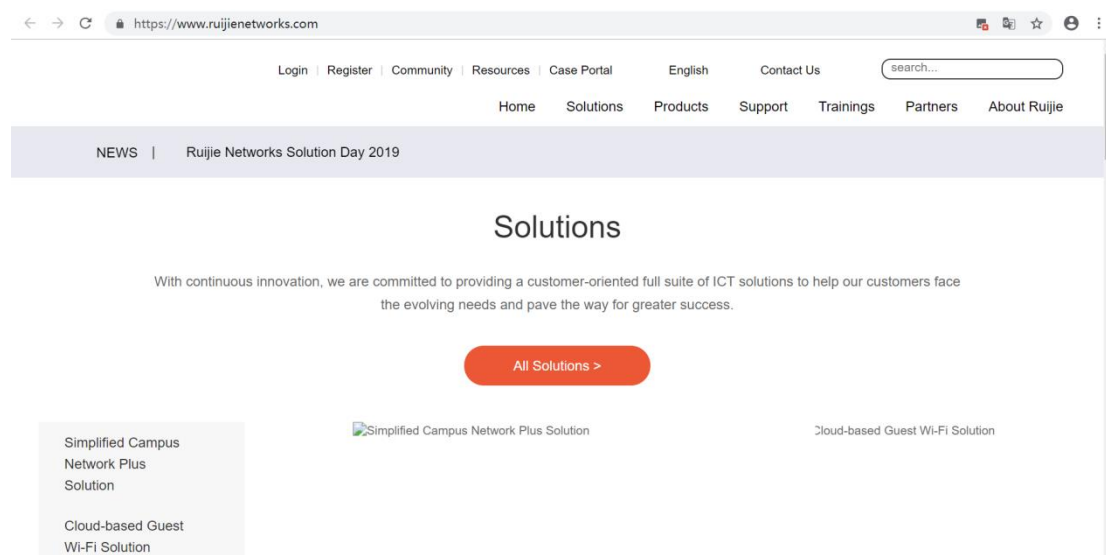 https://www.ruijienetworks.com
Login | Register | Community | Resources | Case Portal English Contact Us search...
Home Solutions Products Support Trainings Partners About Ruijie
NEWS | Ruijie Networks Solution Day 2019
Solutions
With continuous innovation, we are committed to providing a customer-oriented full suite of ICT solutions to help our customers face
the evolving needs and pave the way for greater success.
All Solutions >
Simplified Campus
Network Plus
Solution
Cloud-based Guest
Wi-Fi Solution
Simplified Campus Network Plus Solution
Cloud-based Guest Wi-Fi Solution